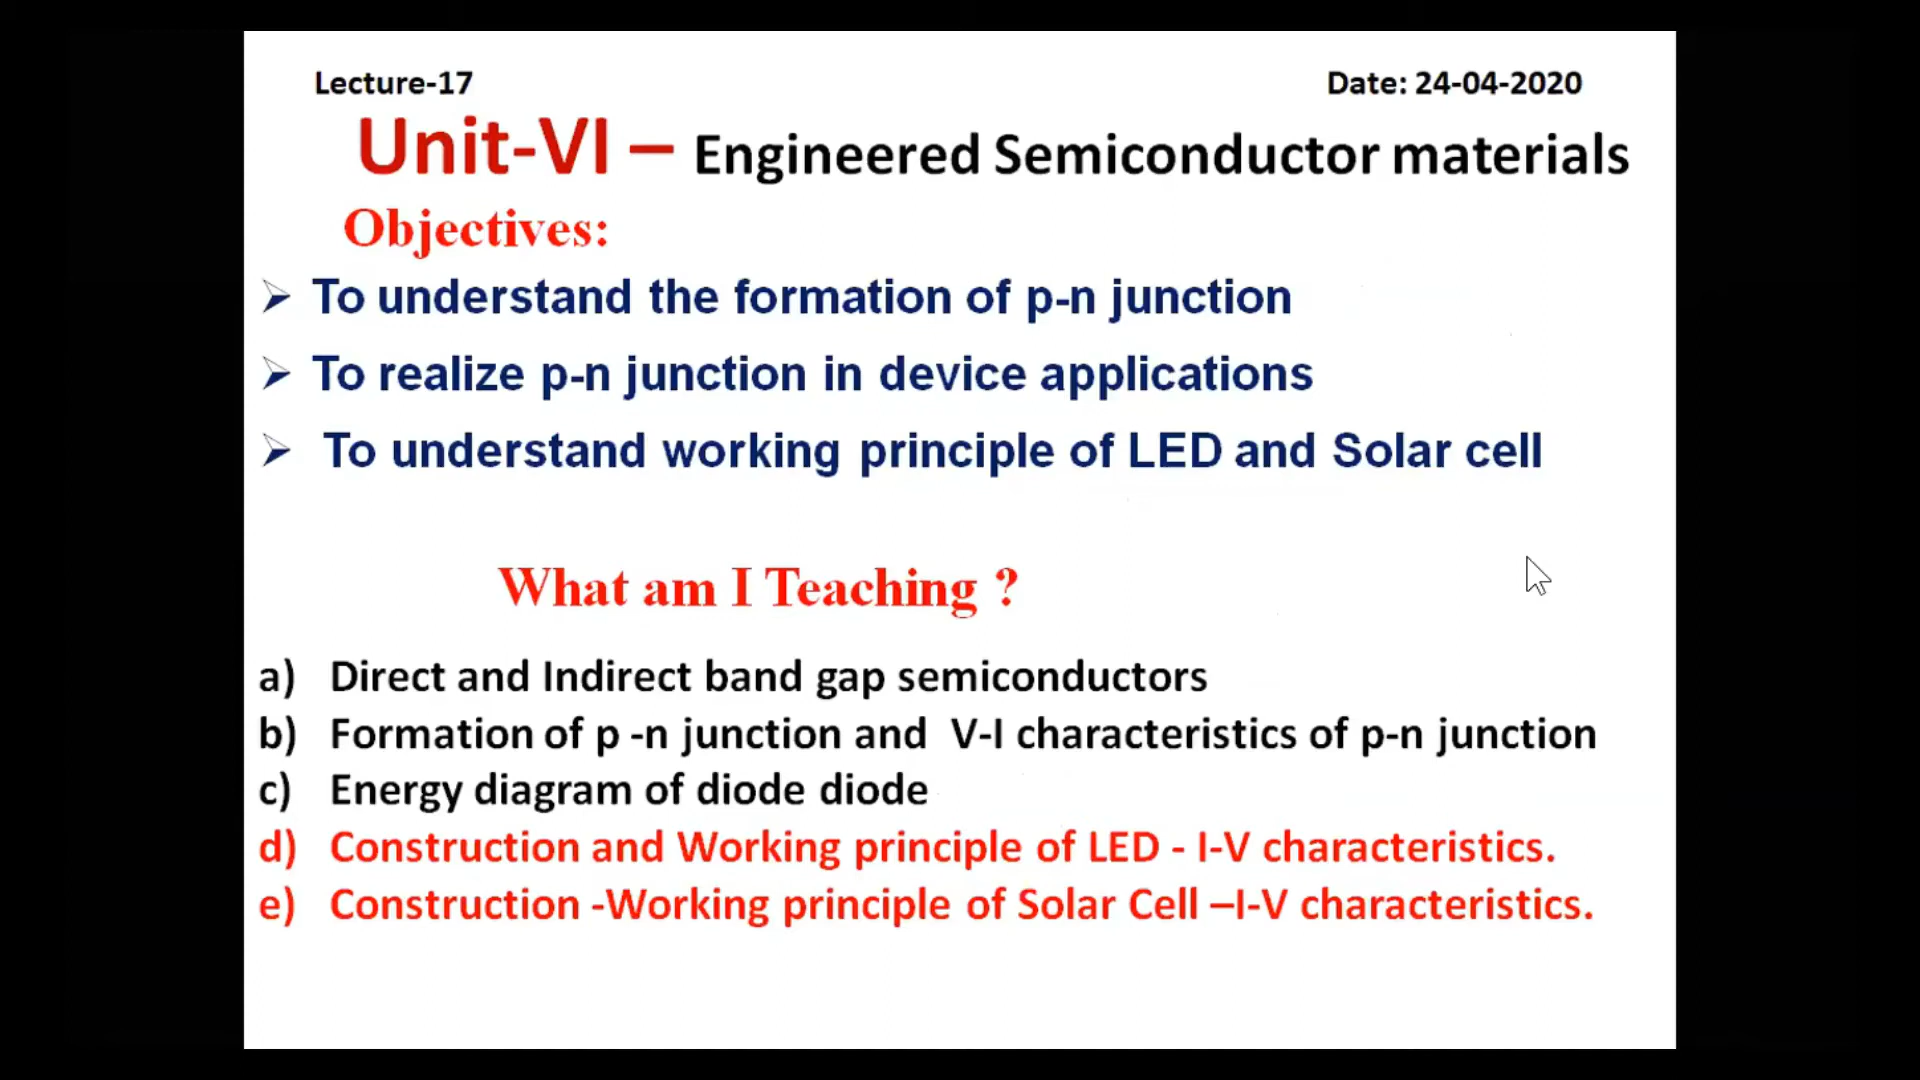 Lecture-17 Date: 24-04-2020
Unit-VI – Engineered Semiconductor materials
Objectives:
➢ To understand the formation of p-n junction
➢ To realize p-n junction in device applications
➢ To understand working principle of LED and Solar cell
What am I Teaching ?
a) Direct and Indirect band gap semiconductors
b) Formation of p -n junction and V-I characteristics of p-n junction
c) Energy diagram of diode diode
d) Construction and Working principle of LED - I-V characteristics.
e) Construction -Working principle of Solar Cell –I-V characteristics.